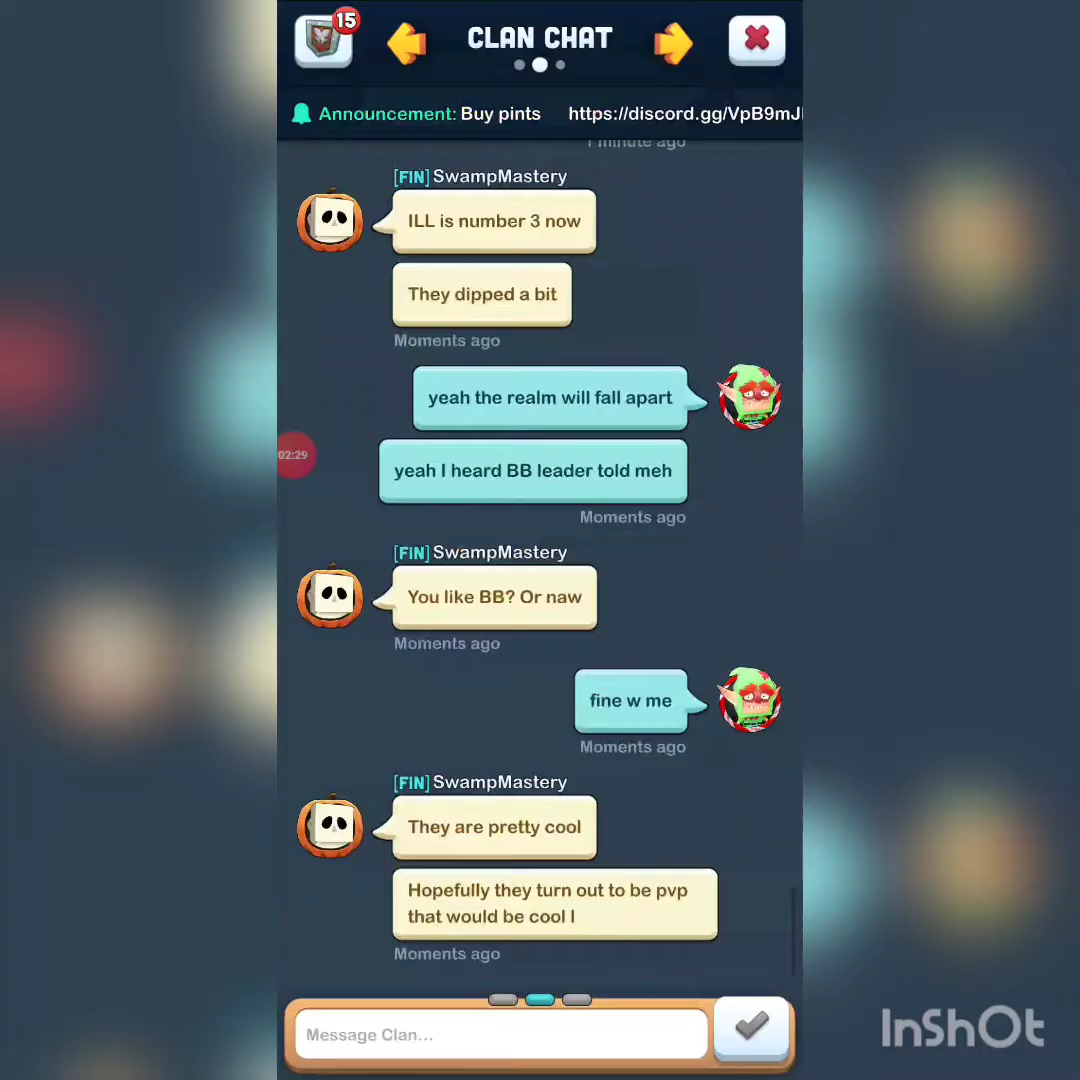 15
CLAN CHAT
Announcement: Buy pints https://discord.gg/VpB9mJ
1 minute ago
[FIN] SwampMastery
ILL is number 3 now
They dipped a bit
Moments ago
yeah the realm will fall apart
02:29
yeah I heard BB leader told meh
Moments ago
[FIN] SwampMastery
You like BB? Or naw
Moments ago
fine w me
Moments ago
[FIN] SwampMastery
They are pretty cool
Hopefully they turn out to be pvp
that would be cool I
Moments ago
Message Clan...
InShOt